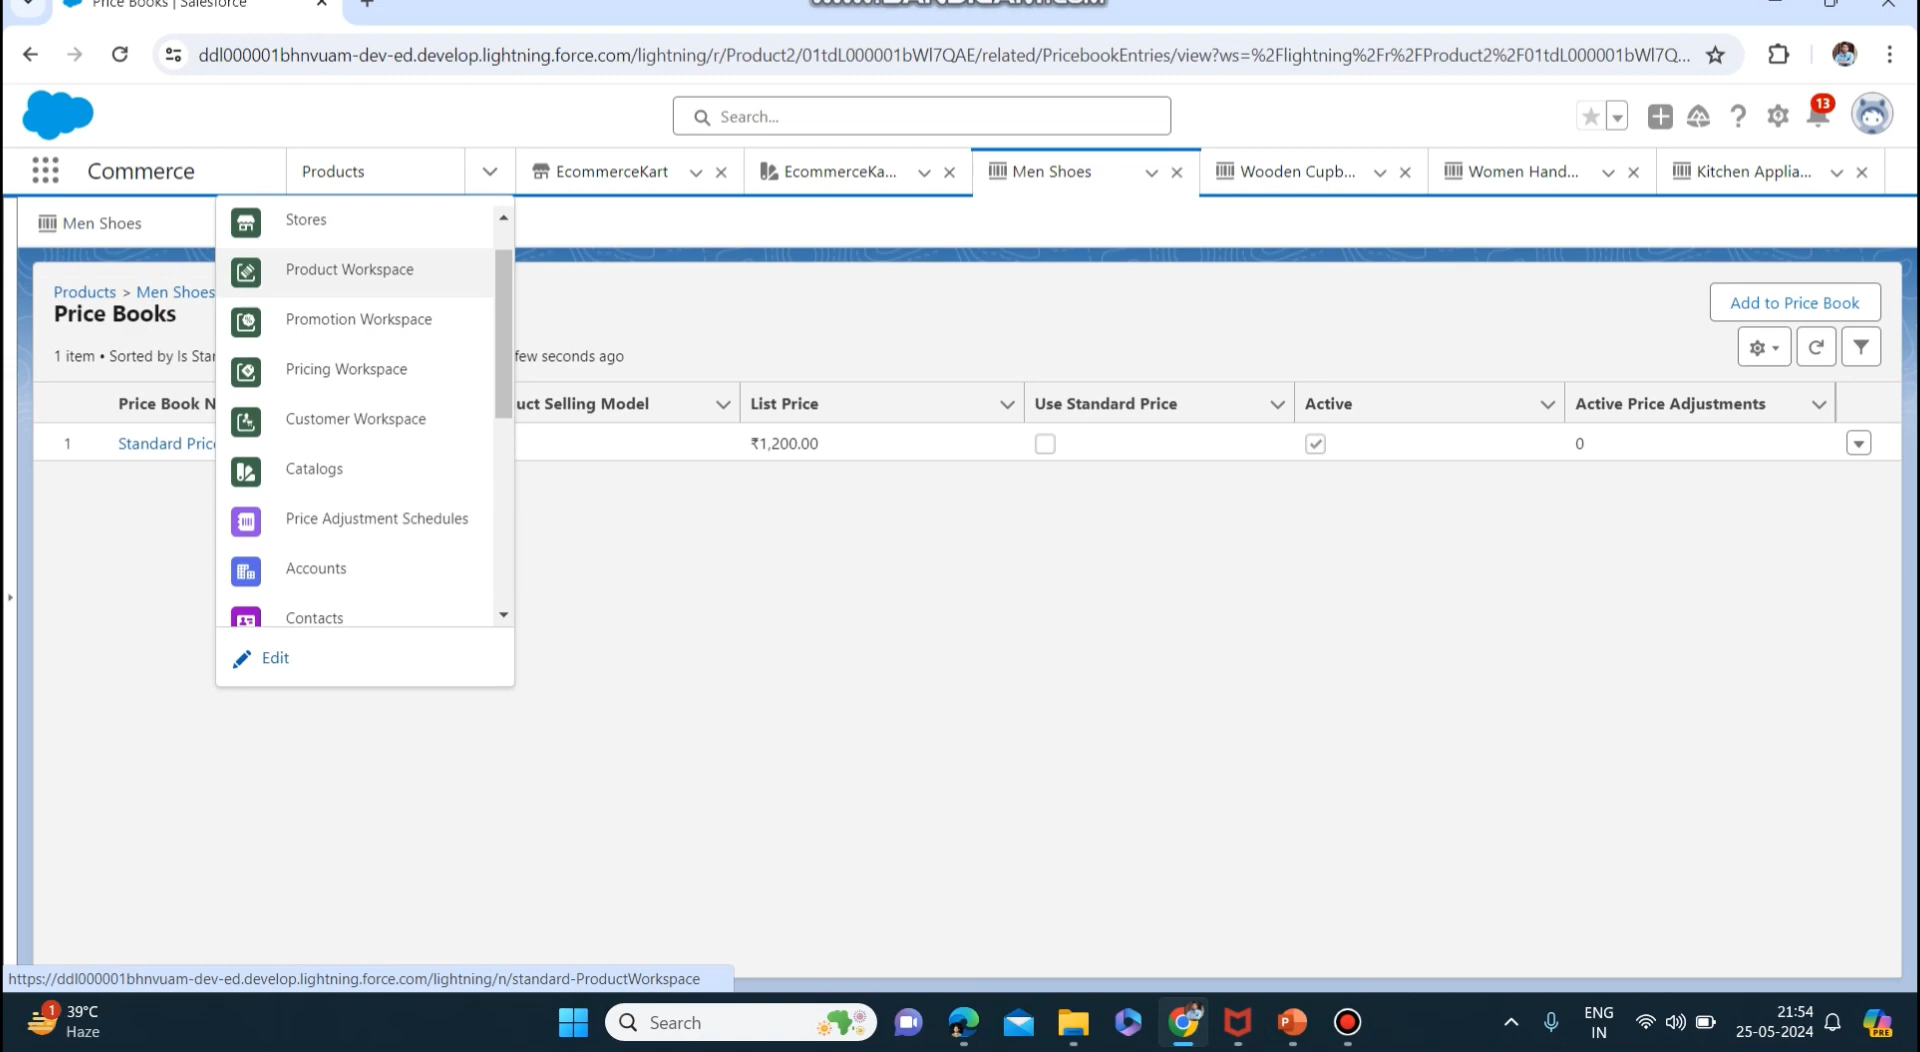 Price Books | Salesforce
www.BANDICAM.com
ddl000001bhnvuam-dev-ed.develop.lightning.force.com/lightning/r/Product2/01tdL000001bWl7QAE/related/PricebookEntries/view?ws=%2Flightning%2Fr%2FProduct2%2F01tdL000001bWl7Q...
Search...
13
Commerce
Products
EcommerceKart
EcommerceKa...
Men Shoes
Wooden Cupb...
Women Hand...
Kitchen Applia...
Men Shoes
Stores
Product Workspace
Promotion Workspace
Pricing Workspace
Customer Workspace
Catalogs
Price Adjustment Schedules
Accounts
Contacts
Edit
Products > Men Shoes
Price Books
Add to Price Book
1 item • Sorted by Is Star
few seconds ago
Price Book N
uct Selling Model
List Price
Use Standard Price
Active
Active Price Adjustments
1
Standard Pric
₹1,200.00
0
https://ddl000001bhnvuam-dev-ed.develop.lightning.force.com/lightning/n/standard-ProductWorkspace
1
39°C
Haze
Search
ENG
IN
21:54
25-05-2024
PRE